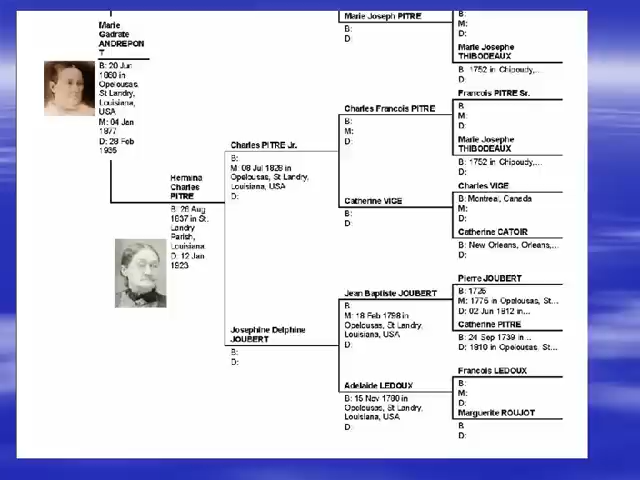 Marie
Gadrate
ANDREPON
T
B: 20 Jun
1860 in
Opelousas,
St Landry,
Louisiana,
USA
M: 04 Jan
1877
D: 28 Feb
1935
Hermina
Charles
PITRE
B: 26 Aug
1837 in St.
Landry
Parish,
Louisiana
D: 12 Jan
1923
Charles PITRE Jr.
B:
M: 08 Jul 1828 in
Opelousas, St Landry,
Louisiana, USA
D:
Josephine Delphine
JOUBERT
B:
D:
Marie Joseph PITRE
B:
D:
Charles Francois PITRE
B:
M:
D:
Catherine VIGE
B:
D:
Jean Baptiste JOUBERT
B:
M: 18 Feb 1798 in
Opelousas, St Landry,
Louisiana, USA
D:
Adelaide LEDOUX
B: 15 Nov 1780 in
Opelousas, St Landry,
Louisiana, USA
D:
B:
M:
D:
Marie Josephe
THIBODEAUX
B: 1752 in Chipoudy,...
D:
Francois PITRE Sr.
B:
M:
D:
Marie Josephe
THIBODEAUX
B: 1752 in Chipoudy,...
D:
Charles VIGE
B: Montreal, Canada
M:
D:
Catherine CATOIR
B: New Orleans, Orleans,...
D:
Pierre JOUBERT
B: 1725
M: 1775 in Opelousas, St...
D: 02 Jun 1812 in...
Catherine PITRE
B: 24 Sep 1739 in...
D: 1810 in Opelousas, St...
Francois LEDOUX
B:
M:
D:
Marguerite ROUJOT
B:
D: